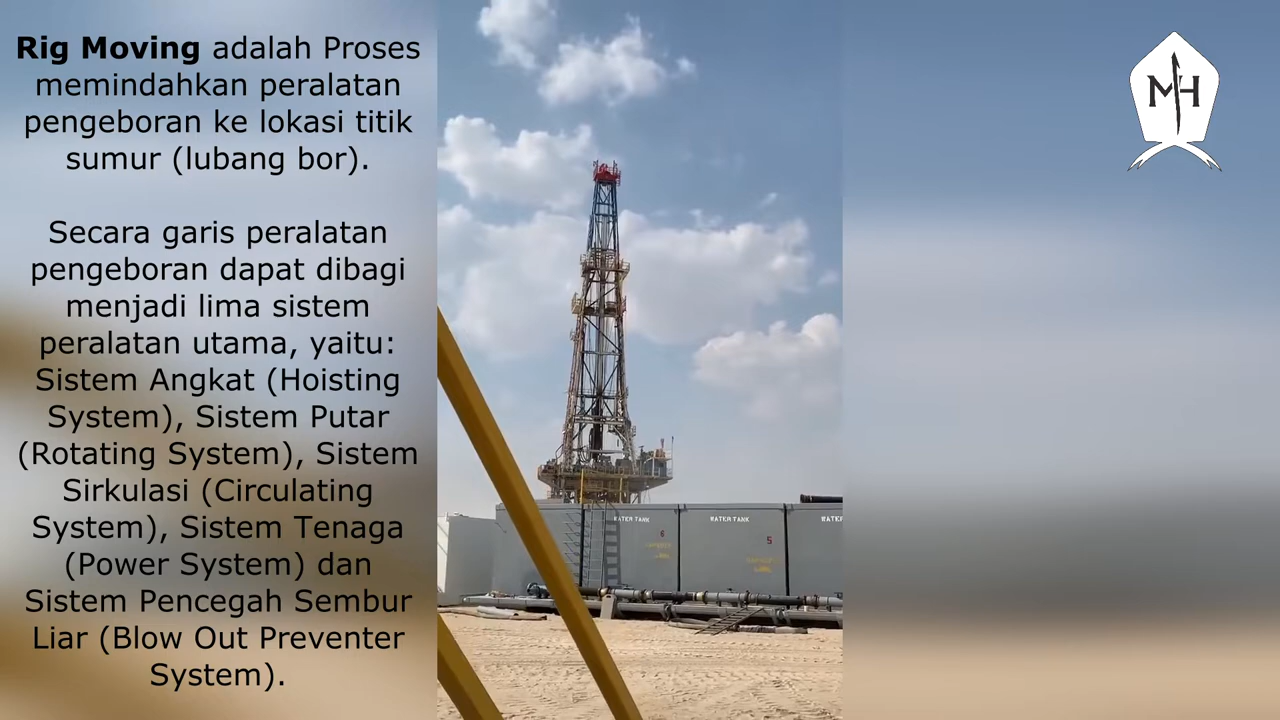 Rig Moving adalah Proses
memindahkan peralatan
pengeboran ke lokasi titik
sumur (lubang bor).
Secara garis peralatan
pengeboran dapat dibagi
menjadi lima sistem
peralatan utama, yaitu:
Sistem Angkat (Hoisting
System), Sistem Putar
(Rotating System), Sistem
Sirkulasi (Circulating
System), Sistem Tenaga
(Power System) dan
Sistem Pencegah Sembur
Liar (Blow Out Preventer
System).
MH
WATER TANK
6
WATER TANK
5
WATER